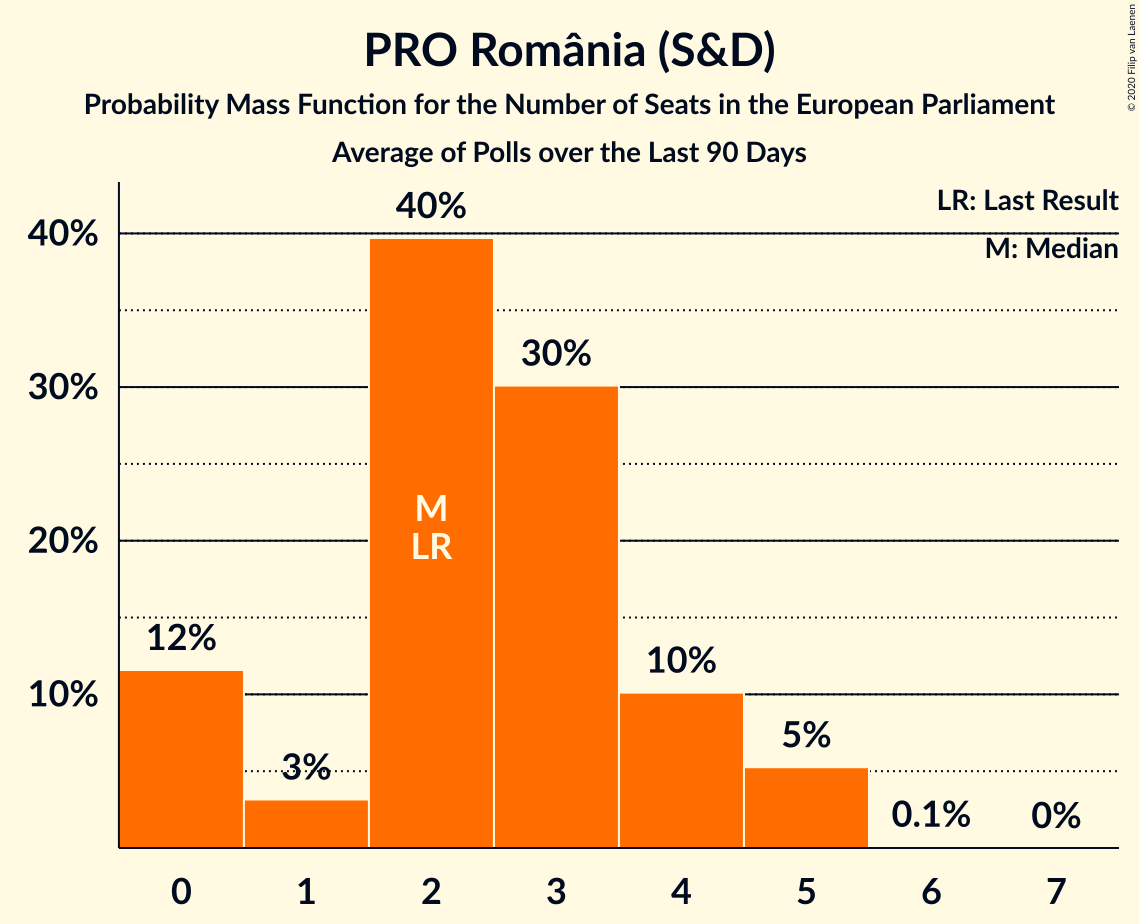 PRO România (S&D)
Probability Mass Function for the Number of Seats in the European Parliament
Average of Polls over the Last 90 Days
© 2020 Filip van Laenen
LR: Last Result
M: Median
40%
30%
20%
10%
12%
3%
40%
M
LR
30%
10%
5%
0.1%
0%
0 1 2 3 4 5 6 7